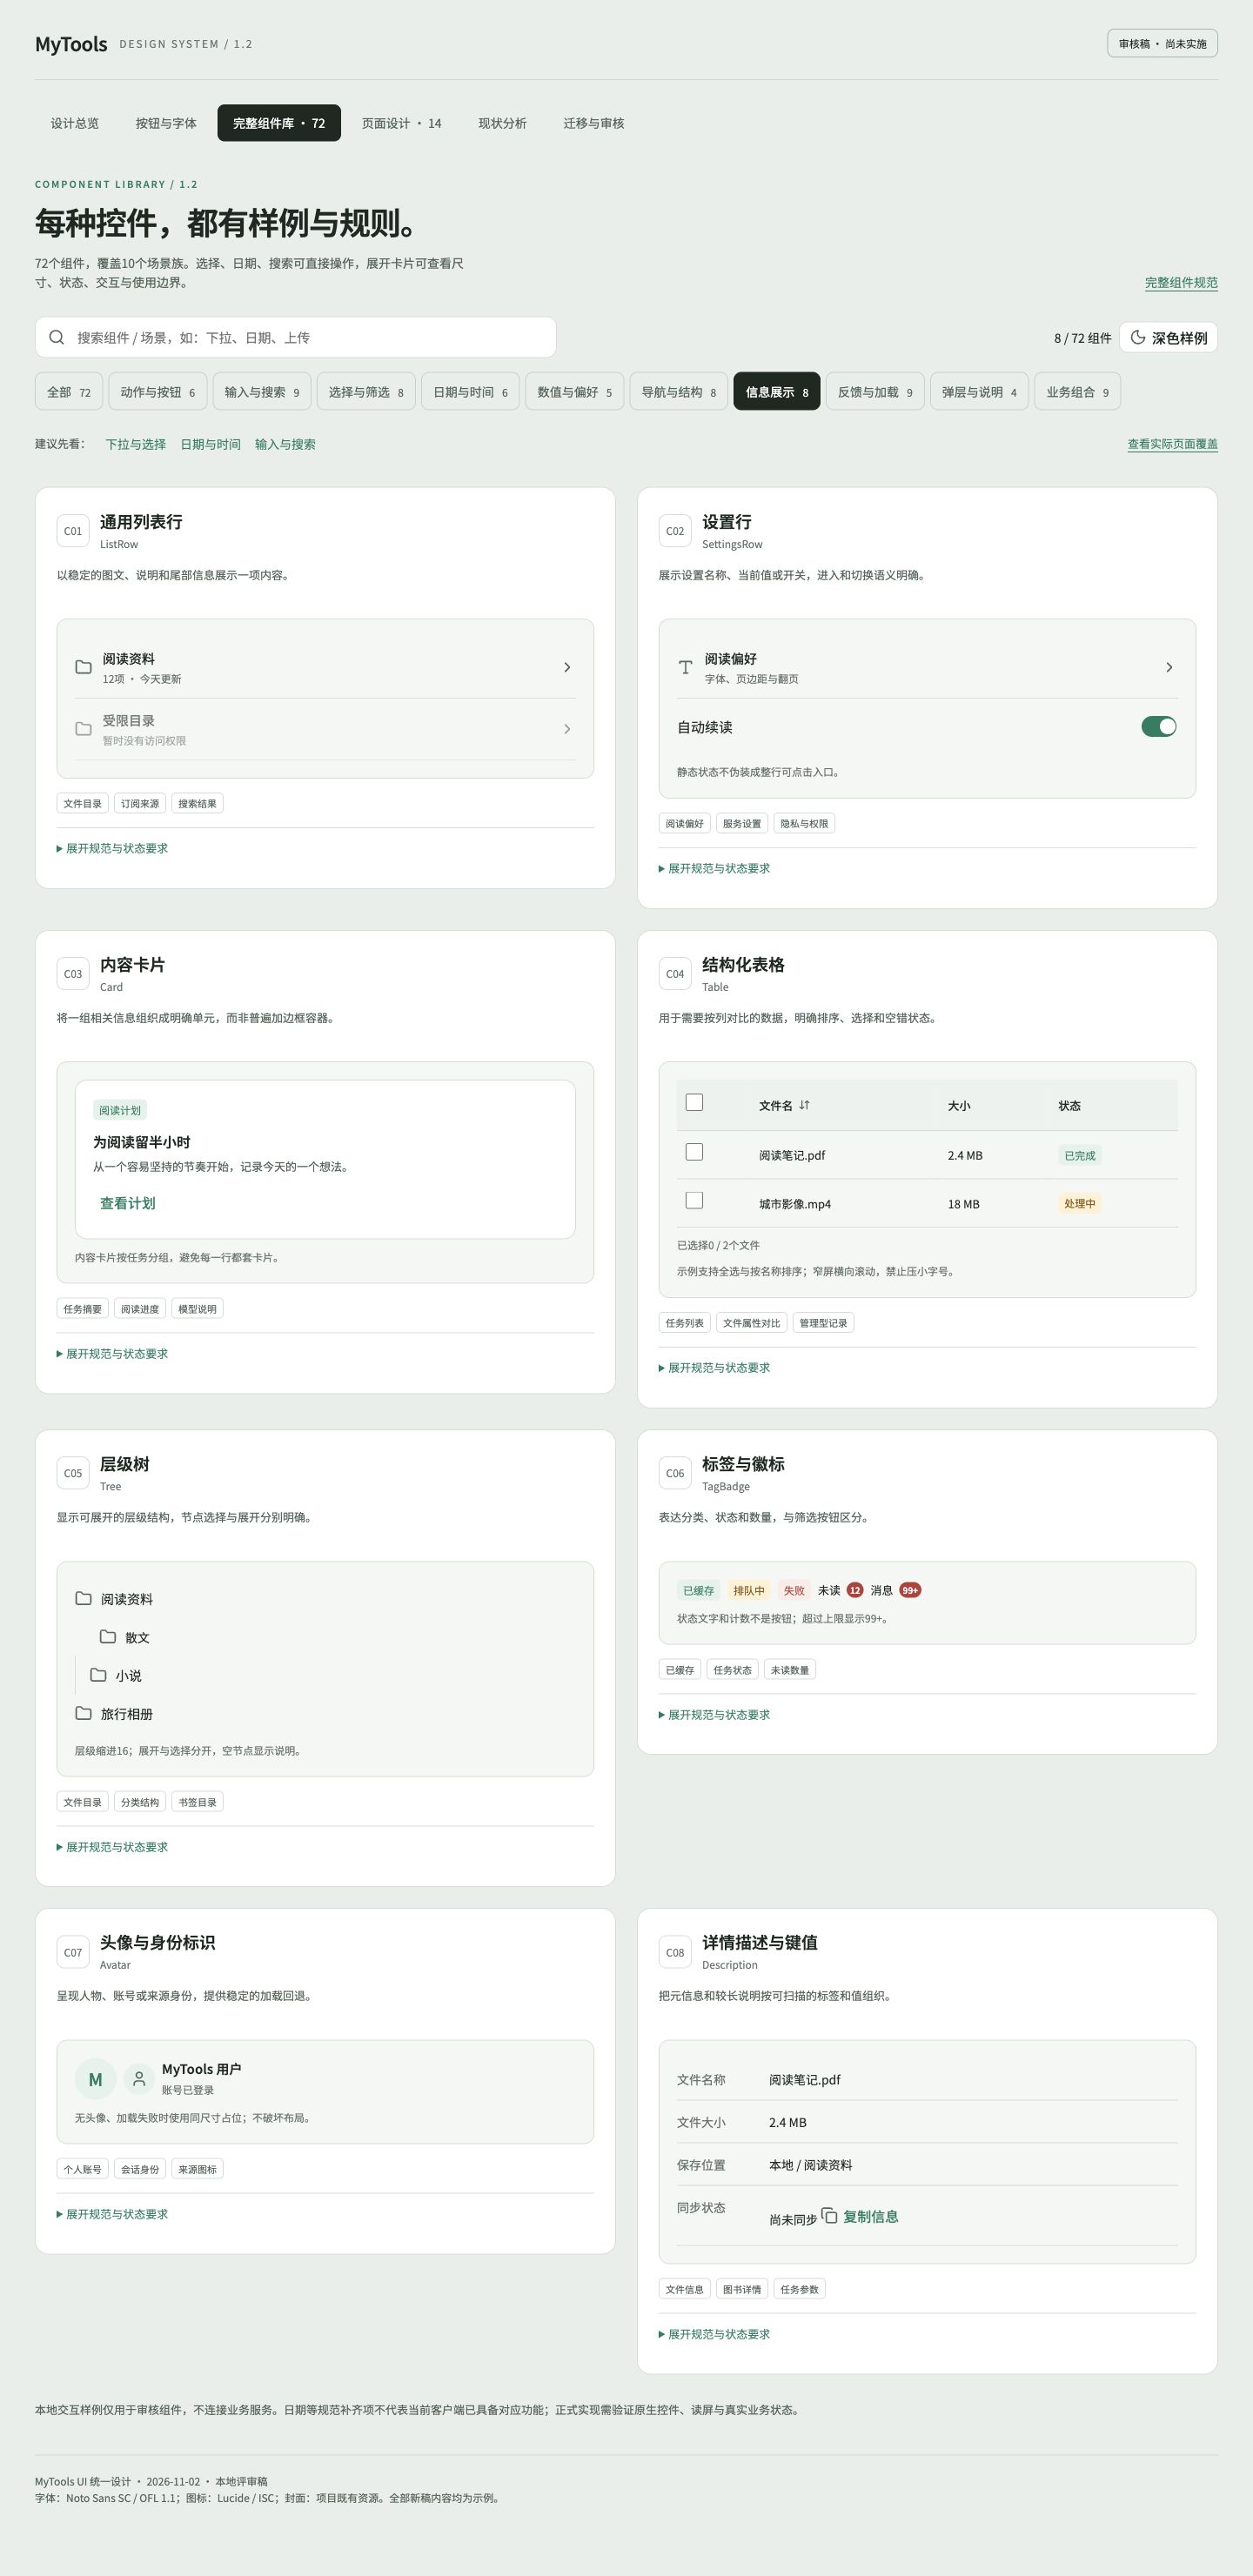 MyTools DESIGN SYSTEM / 1.2
审核稿 · 尚未实施
设计总览 按钮与字体 完整组件库 · 72 页面设计 · 14 现状分析 迁移与审核
COMPONENT LIBRARY / 1.2
每种控件，都有样例与规则。
72个组件，覆盖10个场景族。选择、日期、搜索可直接操作，展开卡片可查看尺
寸、状态、交互与使用边界。
完整组件规范
搜索组件 / 场景，如：下拉、日期、上传
8 / 72 组件 深色样例
全部 72 动作与按钮 6 输入与搜索 9 选择与筛选 8 日期与时间 6 数值与偏好 5 导航与结构 8 信息展示 8 反馈与加载 9 弹层与说明 4 业务组合 9
建议先看： 下拉与选择 日期与时间 输入与搜索
查看实际页面覆盖
C01 通用列表行
ListRow
以稳定的图文、说明和尾部信息展示一项内容。
阅读资料
12项 · 今天更新
受限目录
暂时没有访问权限
文件目录 订阅来源 搜索结果
展开规范与状态要求
C02 设置行
SettingsRow
展示设置名称、当前值或开关，进入和切换语义明确。
阅读偏好
字体、页边距与翻页
自动续读
静态状态不伪装成整行可点击入口。
阅读偏好 服务设置 隐私与权限
展开规范与状态要求
C03 内容卡片
Card
将一组相关信息组织成明确单元，而非普遍加边框容器。
阅读计划
为阅读留半小时
从一个容易坚持的节奏开始，记录今天的一个想法。
查看计划
内容卡片按任务分组，避免每一行都套卡片。
任务摘要 阅读进度 模型说明
展开规范与状态要求
C04 结构化表格
Table
用于需要按列对比的数据，明确排序、选择和空错状态。
文件名 大小 状态
阅读笔记.pdf 2.4 MB 已完成
城市影像.mp4 18 MB 处理中
已选择0 / 2个文件
示例支持全选与按名称排序；窄屏横向滚动，禁止压小字号。
任务列表 文件属性对比 管理型记录
展开规范与状态要求
C05 层级树
Tree
显示可展开的层级结构，节点选择与展开分别明确。
阅读资料
散文
小说
旅行相册
层级缩进16；展开与选择分开，空节点显示说明。
文件目录 分类结构 书签目录
展开规范与状态要求
C06 标签与徽标
TagBadge
表达分类、状态和数量，与筛选按钮区分。
已缓存 排队中 失败 未读 12 消息 99+
状态文字和计数不是按钮；超过上限显示99+。
已缓存 任务状态 未读数量
展开规范与状态要求
C07 头像与身份标识
Avatar
呈现人物、账号或来源身份，提供稳定的加载回退。
M MyTools 用户
账号已登录
无头像、加载失败时使用同尺寸占位；不破坏布局。
个人账号 会话身份 来源图标
展开规范与状态要求
C08 详情描述与键值
Description
把元信息和较长说明按可扫描的标签和值组织。
文件名称 阅读笔记.pdf
文件大小 2.4 MB
保存位置 本地 / 阅读资料
同步状态 尚未同步 复制信息
文件信息 图书详情 任务参数
展开规范与状态要求
本地交互样例仅用于审核组件，不连接业务服务。日期等规范补齐项不代表当前客户端已具备对应功能；正式实现需验证原生控件、读屏与真实业务状态。
MyTools UI 统一设计 · 2026-11-02 · 本地评审稿
字体：Noto Sans SC / OFL 1.1；图标：Lucide / ISC；封面：项目既有资源。全部新稿内容均为示例。